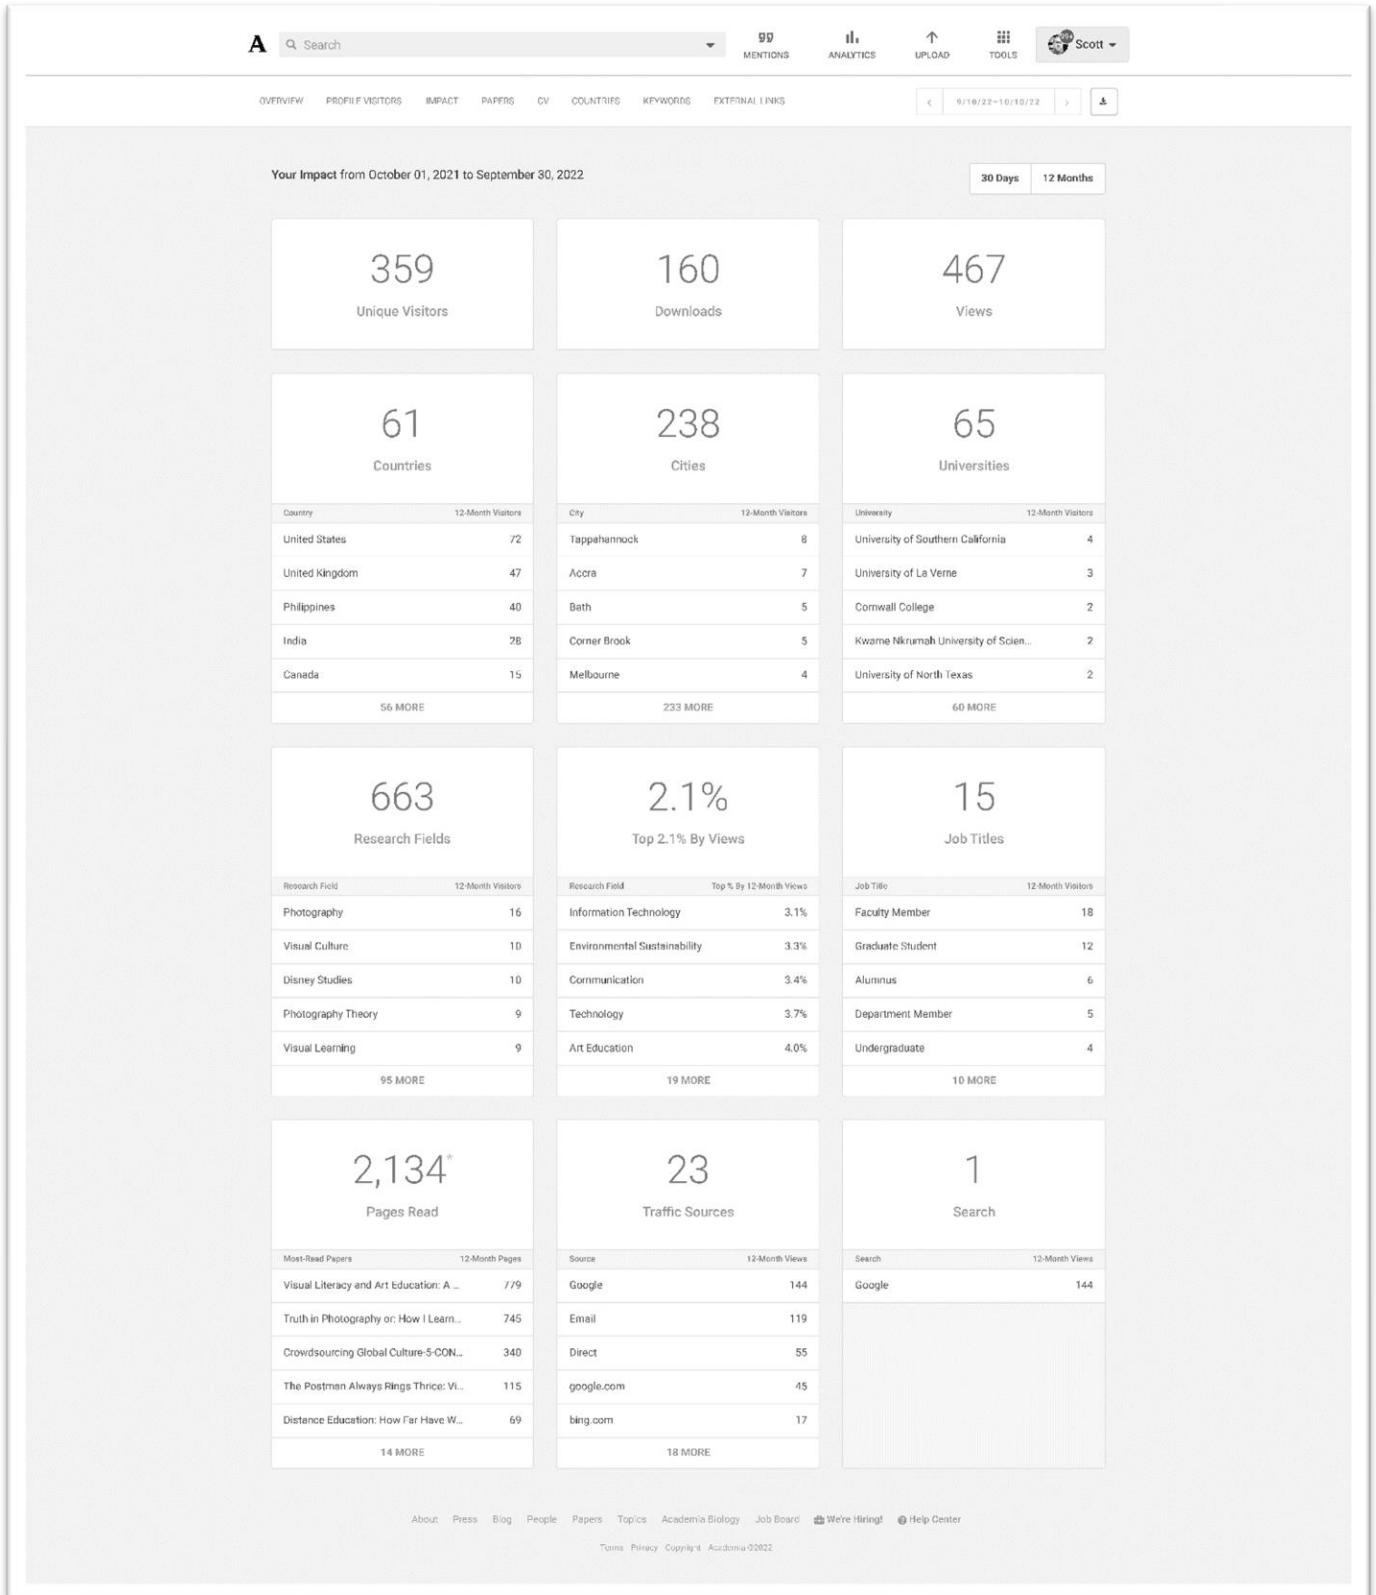 A Search MENTIONS ANALYTICS UPLOAD TOOLS Scott
OVERVIEW PROFILE VISITORS IMPACT PAPERS CV COUNTRIES KEYWORDS EXTERNAL LINKS 9/10/22-10/10/22
Your Impact from October 01, 2021 to September 30, 2022 30 Days 12 Months
359
Unique Visitors
160
Downloads
467
Views
61
Countries
Country 12-Month Visitors
United States 72
United Kingdom 47
Philippines 40
India 28
Canada 15
56 MORE
238
Cities
City 12-Month Visitors
Tappahannock 8
Accra 7
Bath 5
Corner Brook 5
Melbourne 4
233 MORE
65
Universities
University 12-Month Visitors
University of Southern California 4
University of La Verne 3
Cornwall College 2
Kwame Nkrumah University of Scien... 2
University of North Texas 2
60 MORE
663
Research Fields
Research Field 12-Month Visitors
Photography 16
Visual Culture 10
Disney Studies 10
Photography Theory 9
Visual Learning 9
95 MORE
2.1%
Top 2.1% By Views
Research Field Top % By 12-Month Views
Information Technology 3.1%
Environmental Sustainability 3.3%
Communication 3.4%
Technology 3.7%
Art Education 4.0%
19 MORE
15
Job Titles
Job Title 12-Month Visitors
Faculty Member 18
Graduate Student 12
Alumnus 6
Department Member 5
Undergraduate 4
10 MORE
2,134*
Pages Read
Most-Read Papers 12-Month Pages
Visual Literacy and Art Education: A ... 779
Truth in Photography or: How I Learn... 745
Crowdsourcing Global Culture-5-CON... 340
The Postman Always Rings Thrice: Vi... 115
Distance Education: How Far Have W... 69
14 MORE
23
Traffic Sources
Source 12-Month Views
Google 144
Email 119
Direct 55
google.com 45
bing.com 17
18 MORE
1
Search
Search 12-Month Views
Google 144
About Press Blog People Papers Topics Academia Biology Job Board We're Hiring! Help Center
Terms Privacy Copyright Academia ©2022